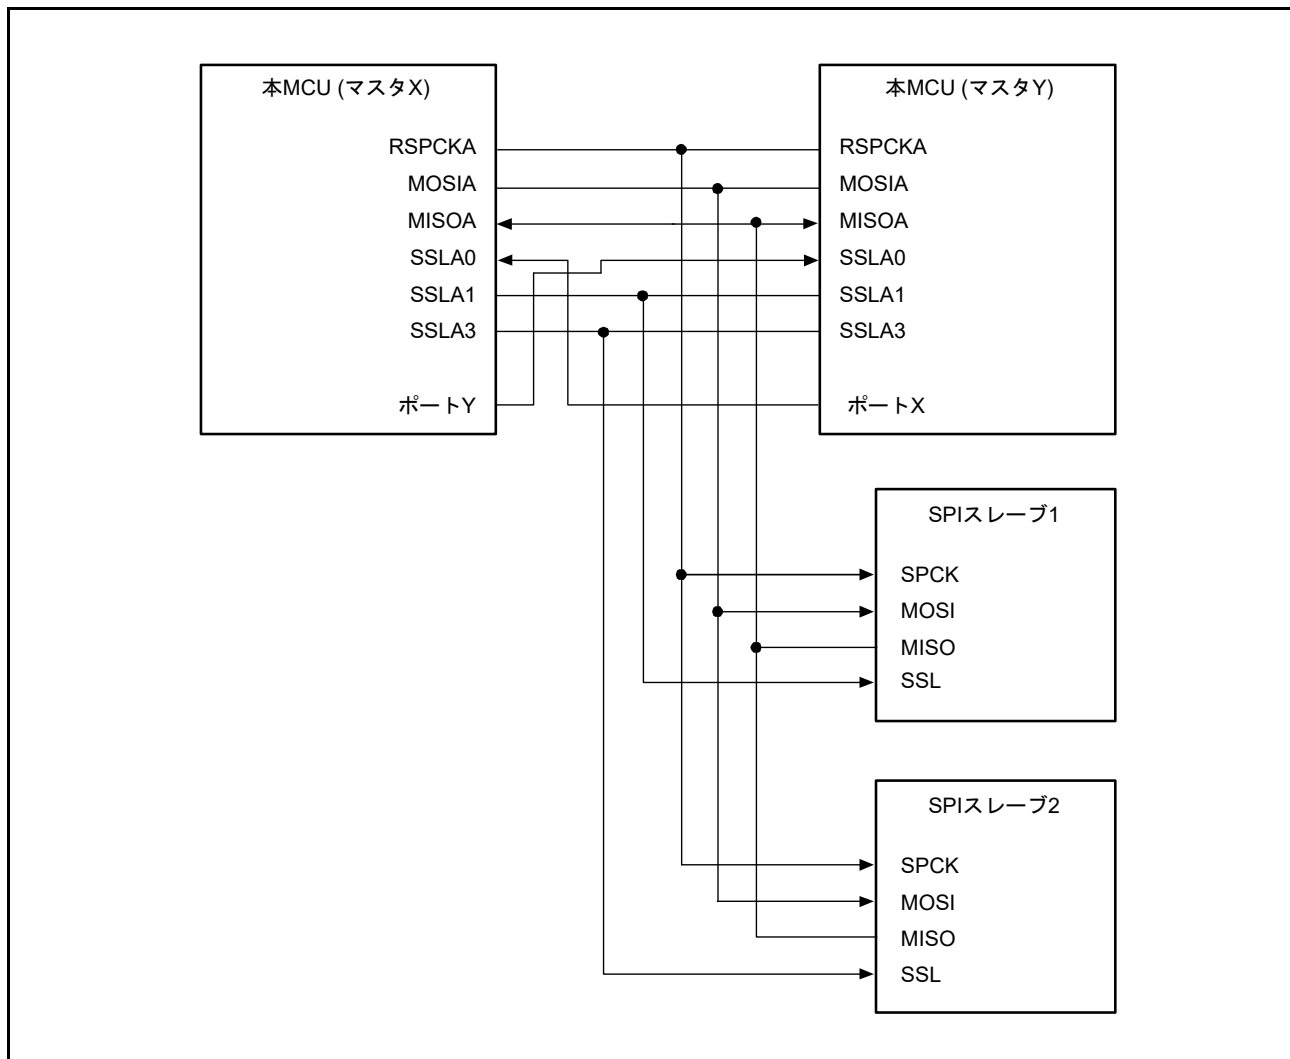 本MCU (マスタX)
RSPCKA
MOSIA
MISOA
SSLA0
SSLA1
SSLA3
ポートY
本MCU (マスタY)
RSPCKA
MOSIA
MISOA
SSLA0
SSLA1
SSLA3
ポートX
SPIスレーブ1
SPCK
MOSI
MISO
SSL
SPIスレーブ2
SPCK
MOSI
MISO
SSL